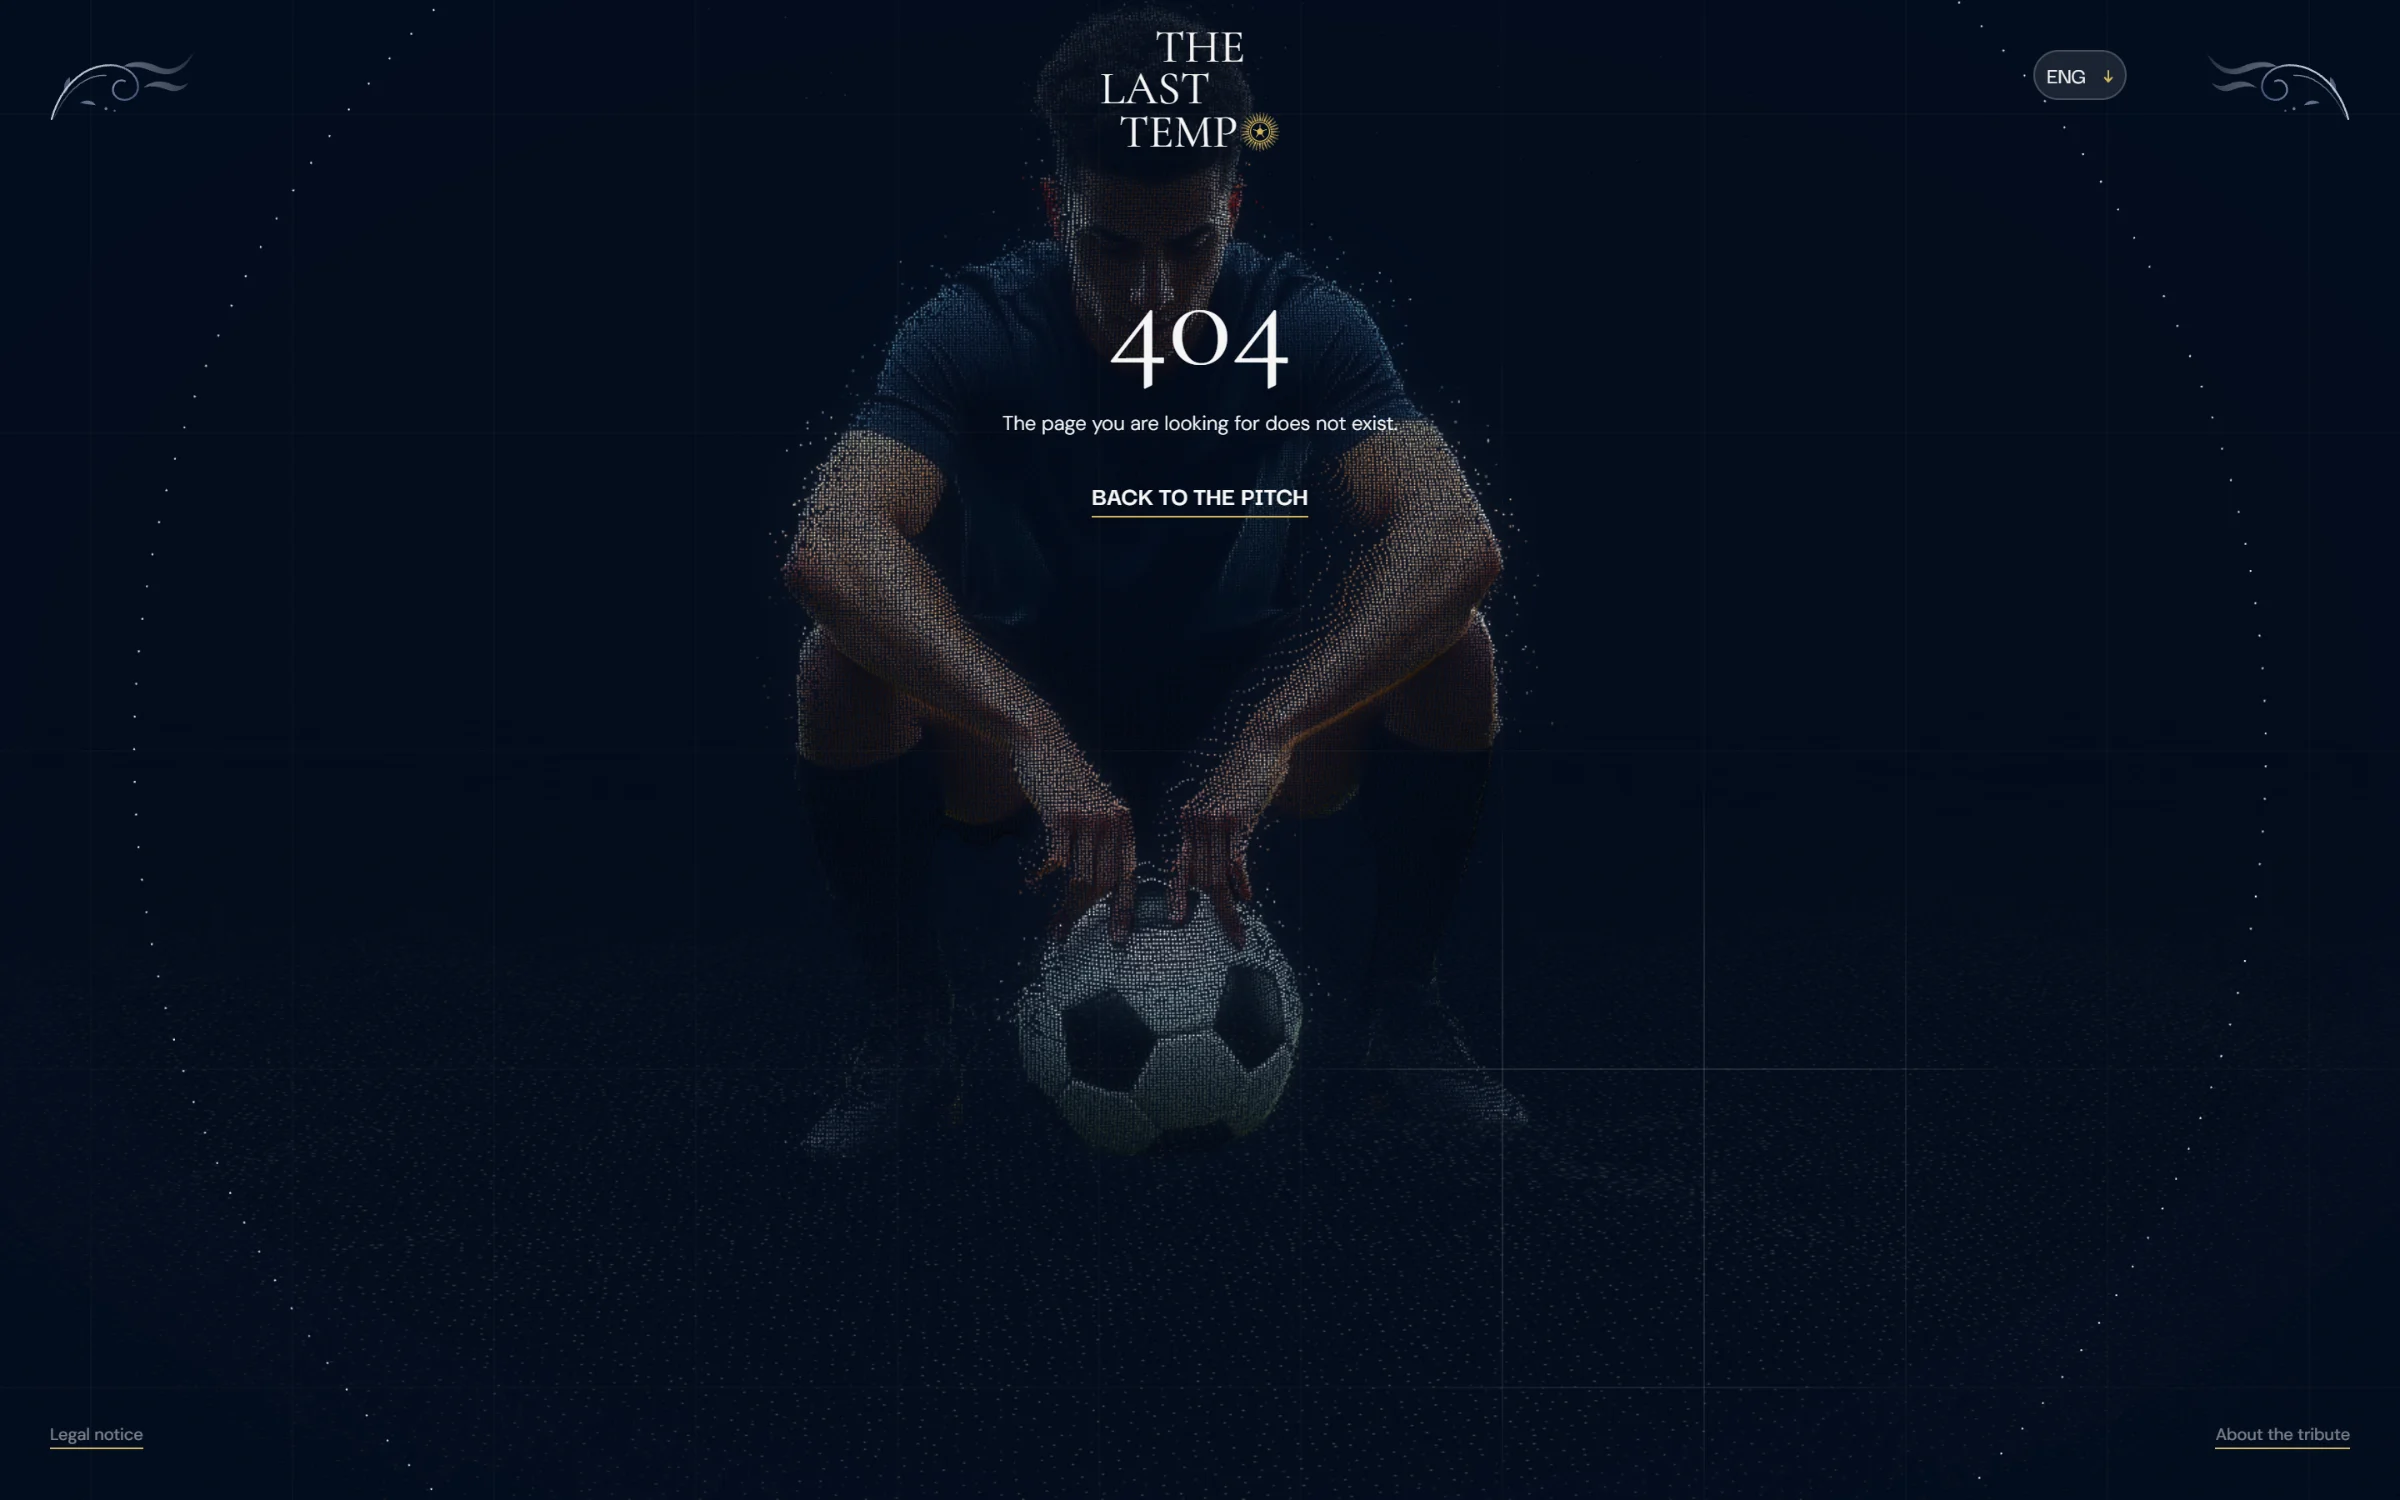 THE
LAST
TEMPO
ENG
404
The page you are looking for does not exist.
BACK TO THE PITCH
Legal notice
About the tribute